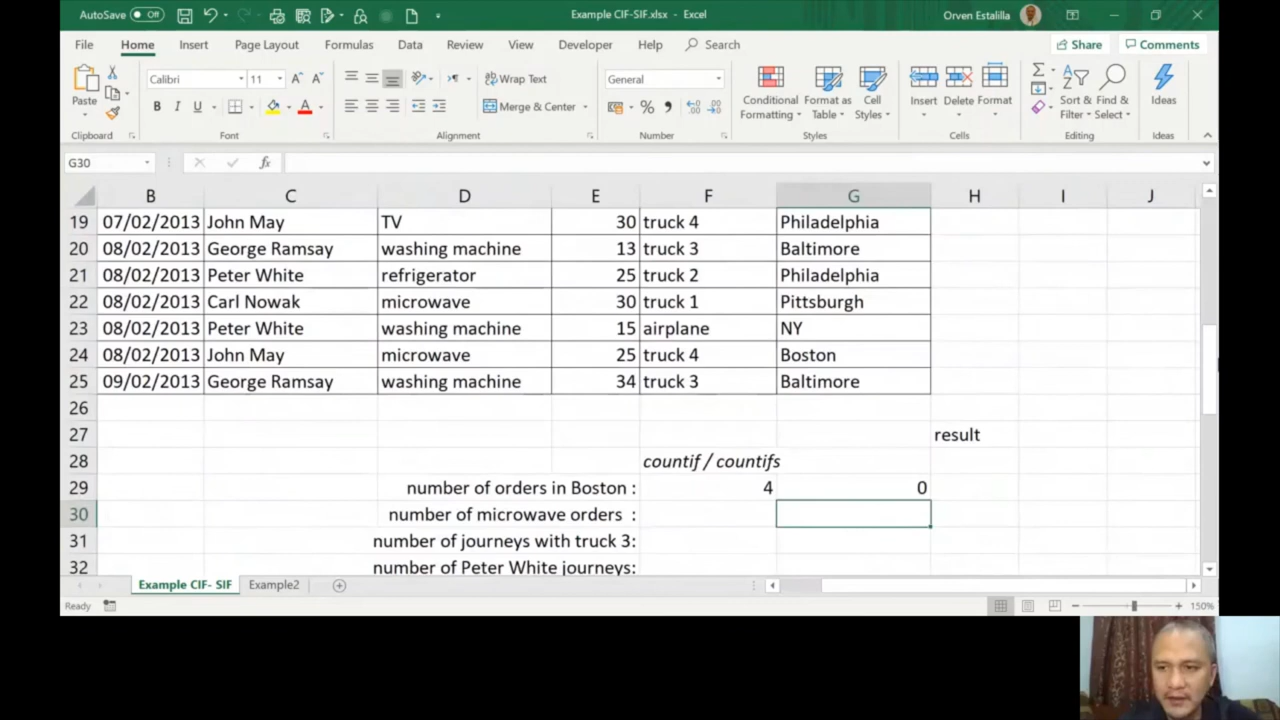 AutoSave Off Example CIF-SIF.xlsx - Excel Orven Estalilla
File Home Insert Page Layout Formulas Data Review View Developer Help Search Share Comments
Paste Calibri 11 Wrap Text General Conditional Formatting Format as Table Cell Styles Insert Delete Format Sort & Filter Find & Select Ideas
B I U Merge & Center
Clipboard Font Alignment Number Styles Cells Editing Ideas
G30 fx
B C D E F G H I J
19 07/02/2013 John May TV 30 truck 4 Philadelphia
20 08/02/2013 George Ramsay washing machine 13 truck 3 Baltimore
21 08/02/2013 Peter White refrigerator 25 truck 2 Philadelphia
22 08/02/2013 Carl Nowak microwave 30 truck 1 Pittsburgh
23 08/02/2013 Peter White washing machine 15 airplane NY
24 08/02/2013 John May microwave 25 truck 4 Boston
25 09/02/2013 George Ramsay washing machine 34 truck 3 Baltimore
26
27 result
28 countif / countifs
29 number of orders in Boston : 4 0
30 number of microwave orders :
31 number of journeys with truck 3:
32 number of Peter White journeys:
Example CIF- SIF Example2
Ready 150%